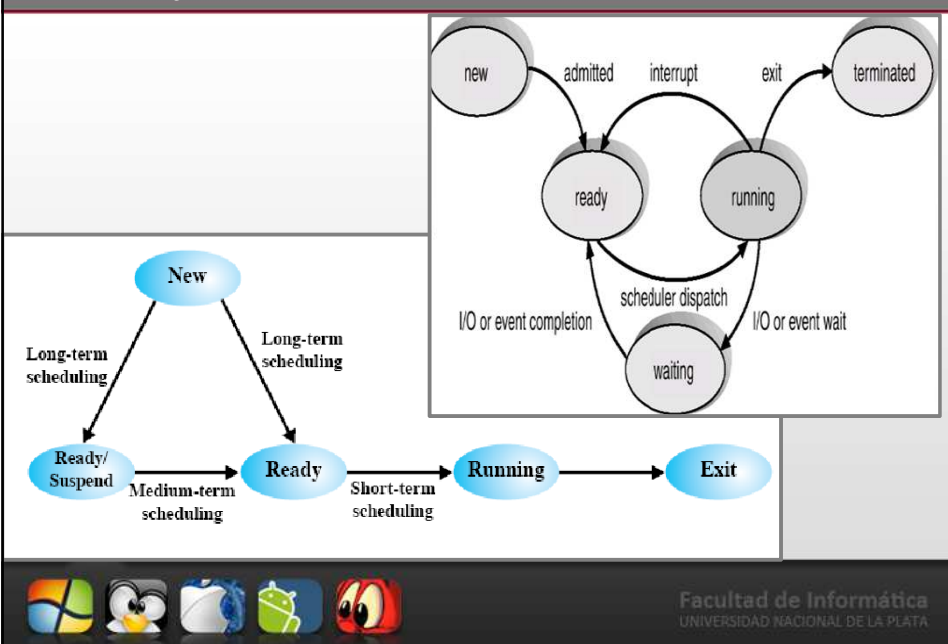 new
admitted
interrupt
exit
terminated
ready
running
scheduler dispatch
I/O or event completion
I/O or event wait
waiting
New
Long-term
scheduling
Long-term
scheduling
Ready/
Suspend
Medium-term
scheduling
Ready
Short-term
scheduling
Running
Exit
Facultad de Informática
UNIVERSIDAD NACIONAL DE LA PLATA